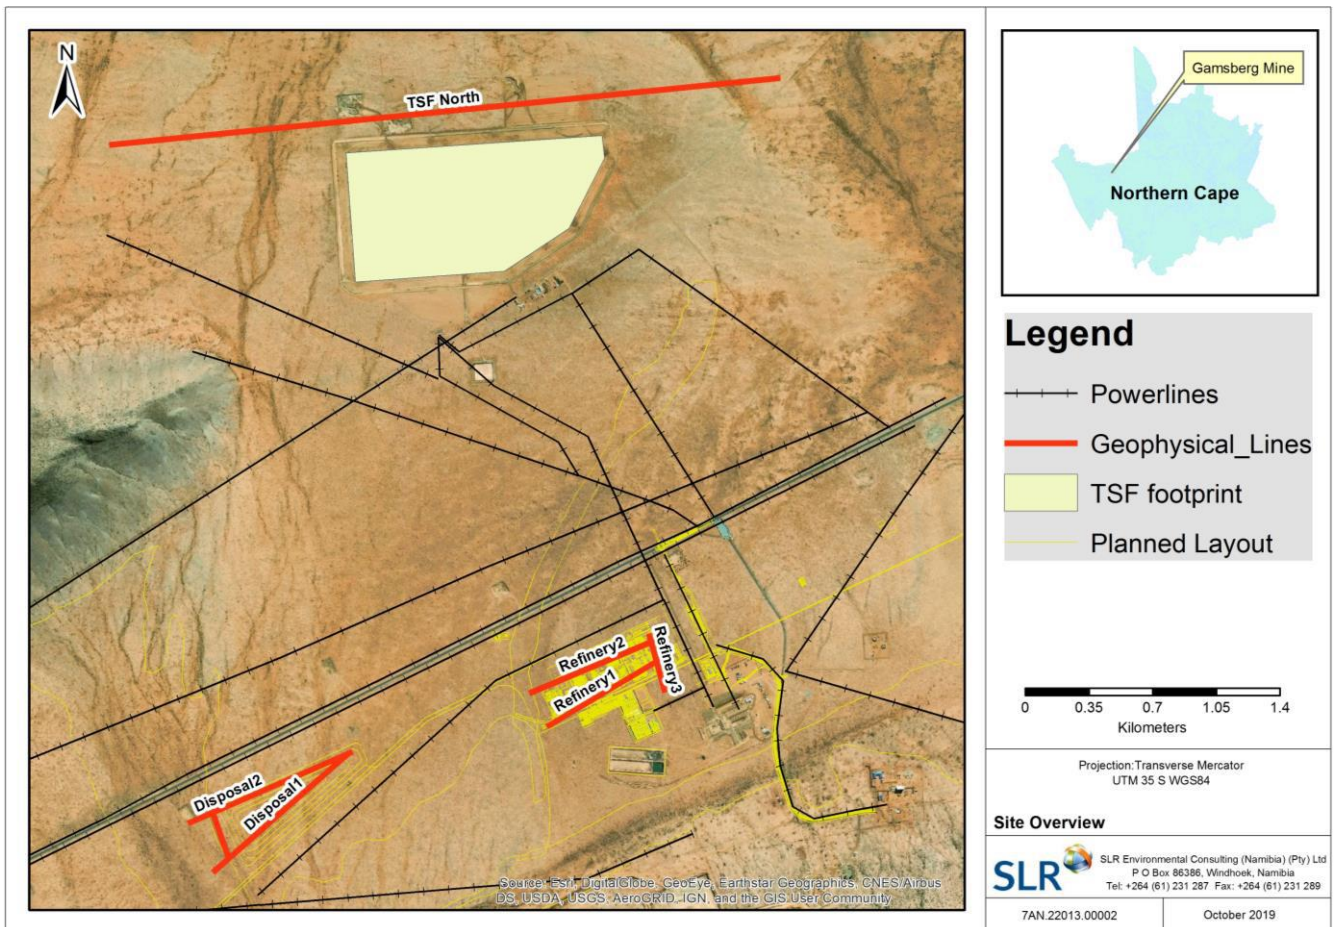 N
TSF North
Refinery2
Refinery1
Refinery3
Disposal2
Disposal1
Source: Esri, DigitalGlobe, GeoEye, Earthstar Geographics, CNES/Airbus
DS, USDA, USGS, AeroGRID, IGN, and the GIS User Community
Gamsberg Mine
Northern Cape
Legend
Powerlines
Geophysical_Lines
TSF footprint
Planned Layout
0 0.35 0.7 1.05 1.4
Kilometers
Projection:Transverse Mercator
UTM 35 S WGS84
Site Overview
SLR
SLR Environmental Consulting (Namibia) (Pty) Ltd
P O Box 86386, Windhoek, Namibia
Tel: +264 (61) 231 287 Fax: +264 (61) 231 289
7AN.22013.00002
October 2019